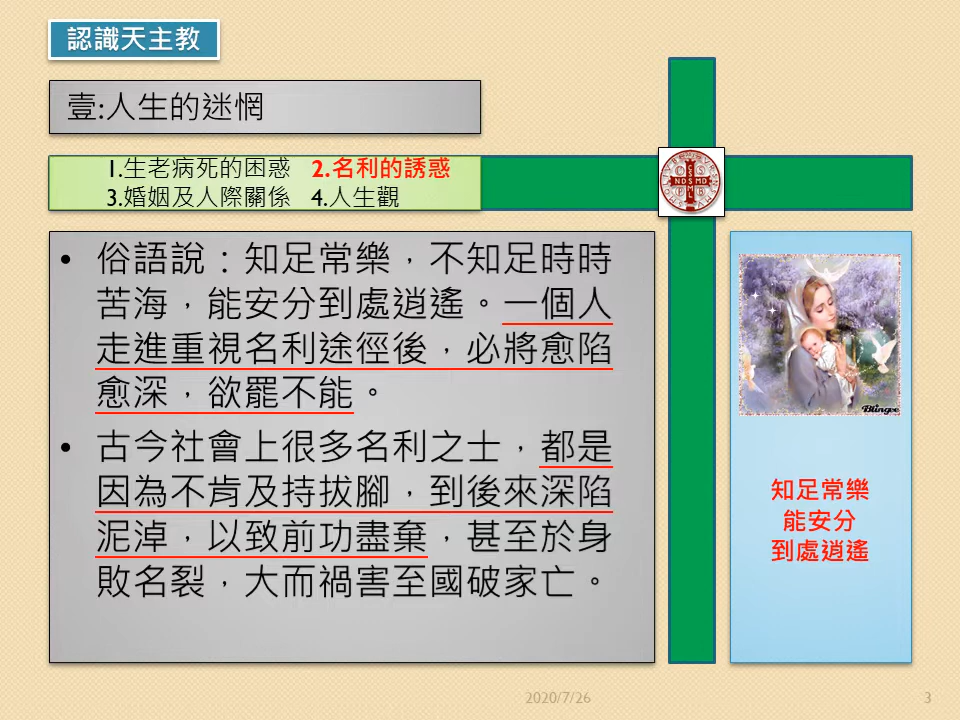 認識天主教
壹:人生的迷惘
1.生老病死的困惑 2.名利的誘惑
3.婚姻及人際關係 4.人生觀
• 俗語說：知足常樂，不知足時時
苦海，能安分到處逍遙。一個人
走進重視名利途徑後，必將愈陷
愈深，欲罷不能。
• 古今社會上很多名利之士，都是
因為不肯及持拔腳，到後來深陷
泥淖，以致前功盡棄，甚至於身
敗名裂，大而禍害至國破家亡。
Blingee
知足常樂
能安分
到處逍遙
2020/7/26
3